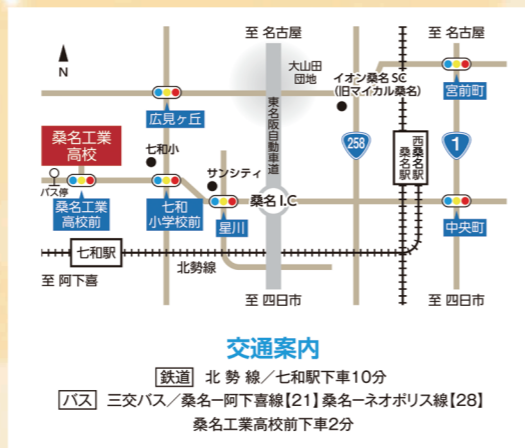 至 名古屋
至 名古屋
N
大山田
団地
イオン桑名SC
(旧マイカル桑名)
宮前町
広見ヶ丘
東名阪自動車道
桑名工業
高校
七和小
258
西桑名駅
桑名駅
1
サンシティ
バス停
桑名I.C
桑名工業
高校前
七和
小学校前
星川
中央町
七和駅
北勢線
至 阿下喜
至 四日市
至 四日市
交通案内
鉄道 北 勢 線/七和駅下車10分
バス 三交バス/桑名ー阿下喜線【21】桑名ーネオポリス線【28】
桑名工業高校前下車2分